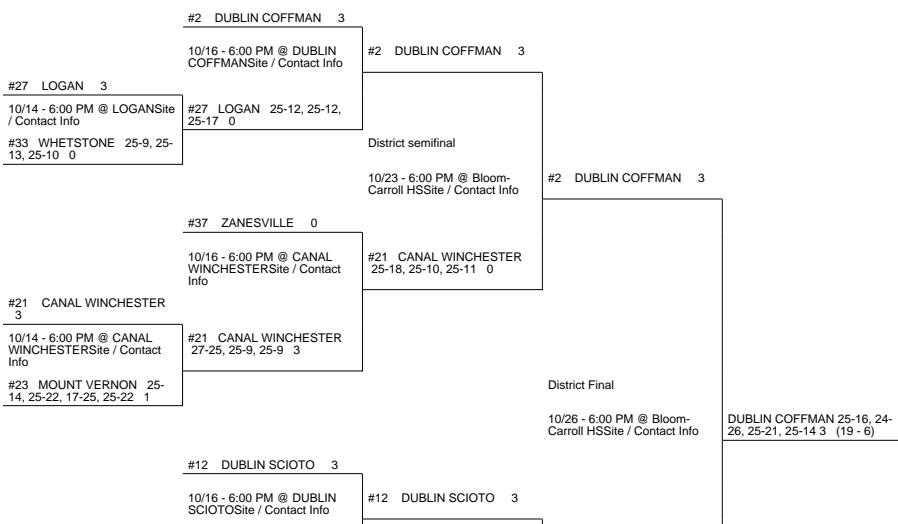 #2 DUBLIN COFFMAN 3
10/16 - 6:00 PM @ DUBLIN
COFFMANSite / Contact Info
#2 DUBLIN COFFMAN 3
#27 LOGAN 3
10/14 - 6:00 PM @ LOGANSite
/ Contact Info
#27 LOGAN 25-12, 25-12,
25-17 0
#33 WHETSTONE 25-9, 25-
13, 25-10 0
District semifinal
10/23 - 6:00 PM @ Bloom-
Carroll HSSite / Contact Info
#2 DUBLIN COFFMAN 3
#37 ZANESVILLE 0
10/16 - 6:00 PM @ CANAL
WINCHESTERSite / Contact
Info
#21 CANAL WINCHESTER
25-18, 25-10, 25-11 0
#21 CANAL WINCHESTER
3
10/14 - 6:00 PM @ CANAL
WINCHESTERSite / Contact
Info
#21 CANAL WINCHESTER
27-25, 25-9, 25-9 3
#23 MOUNT VERNON 25-
14, 25-22, 17-25, 25-22 1
District Final
10/26 - 6:00 PM @ Bloom-
Carroll HSSite / Contact Info
DUBLIN COFFMAN 25-16, 24-
26, 25-21, 25-14 3 (19 - 6)
#12 DUBLIN SCIOTO 3
10/16 - 6:00 PM @ DUBLIN
SCIOTOSite / Contact Info
#12 DUBLIN SCIOTO 3